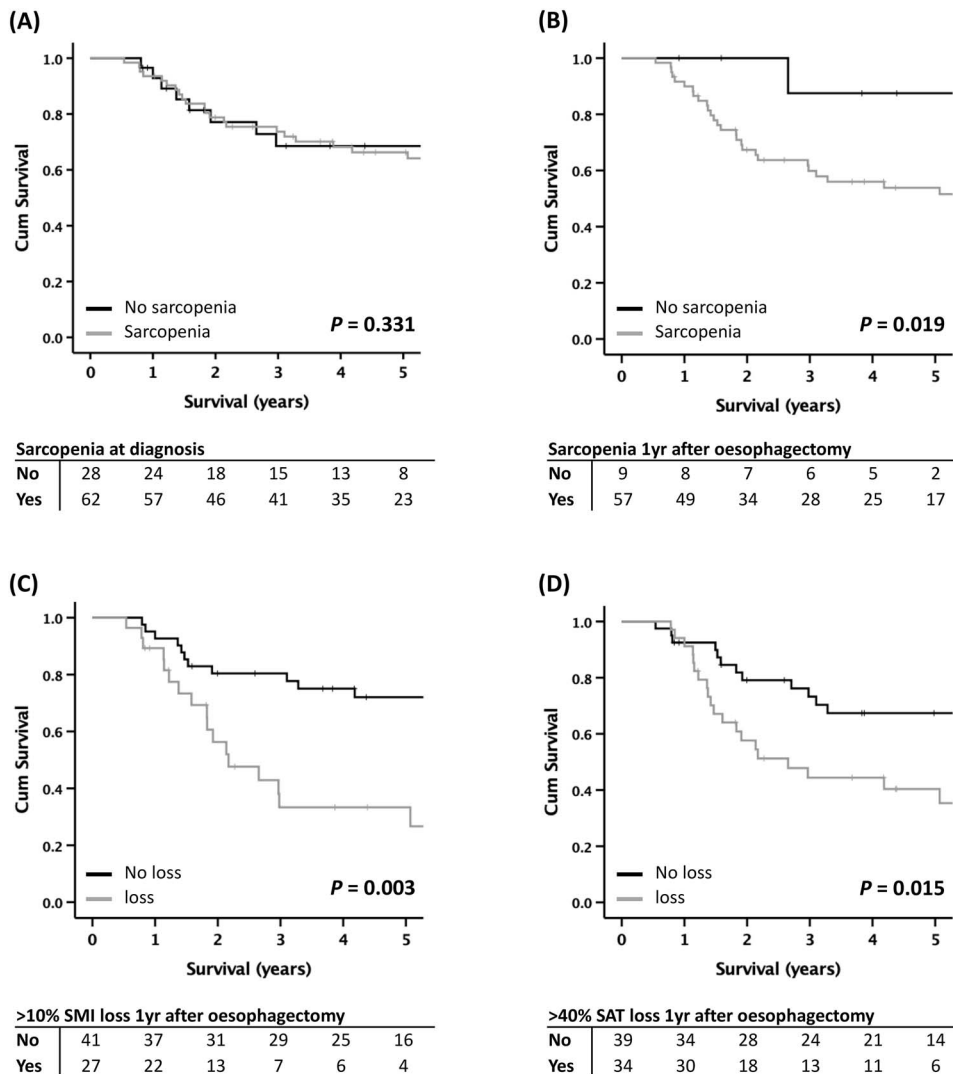 (A)
1.0
0.8
0.6
0.4
0.2
0.0
Cum Survival
No sarcopenia
Sarcopenia
P = 0.331
0 1 2 3 4 5
Survival (years)
Sarcopenia at diagnosis
No 28 24 18 15 13 8
Yes 62 57 46 41 35 23
(B)
1.0
0.8
0.6
0.4
0.2
0.0
Cum Survival
No sarcopenia
Sarcopenia
P = 0.019
0 1 2 3 4 5
Survival (years)
Sarcopenia 1yr after oesophagectomy
No 9 8 7 6 5 2
Yes 57 49 34 28 25 17
(C)
1.0
0.8
0.6
0.4
0.2
0.0
Cum Survival
No loss
loss
P = 0.003
0 1 2 3 4 5
Survival (years)
>10% SMI loss 1yr after oesophagectomy
No 41 37 31 29 25 16
Yes 27 22 13 7 6 4
(D)
1.0
0.8
0.6
0.4
0.2
0.0
Cum Survival
No loss
loss
P = 0.015
0 1 2 3 4 5
Survival (years)
>40% SAT loss 1yr after oesophagectomy
No 39 34 28 24 21 14
Yes 34 30 18 13 11 6